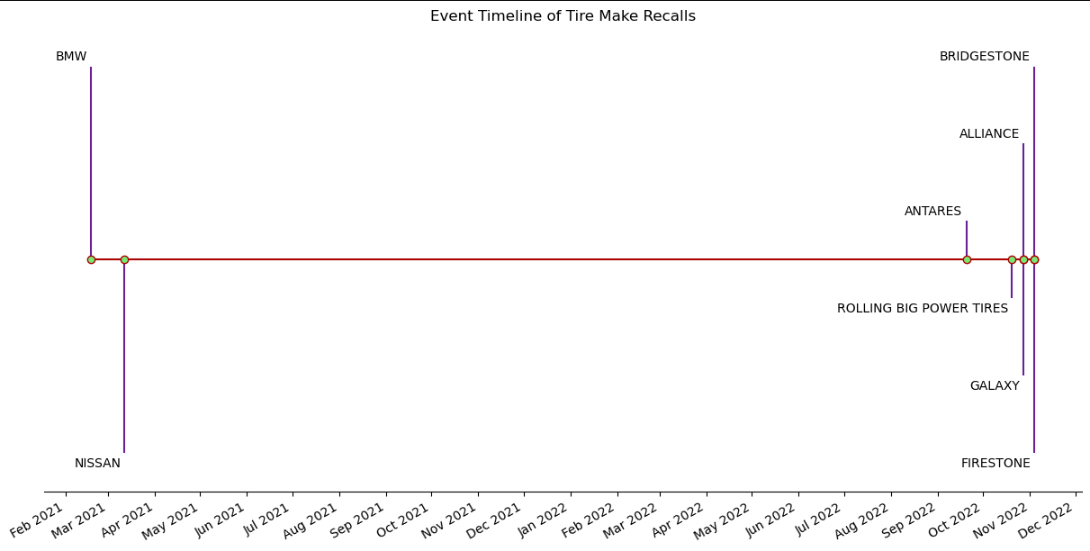 Event Timeline of Tire Make Recalls
BMW
BRIDGESTONE
ALLIANCE
ANTARES
ROLLING BIG POWER TIRES
GALAXY
NISSAN
FIRESTONE
Feb 2021
Mar 2021
Apr 2021
May 2021
Jun 2021
Jul 2021
Aug 2021
Sep 2021
Oct 2021
Nov 2021
Dec 2021
Jan 2022
Feb 2022
Mar 2022
Apr 2022
May 2022
Jun 2022
Jul 2022
Aug 2022
Sep 2022
Oct 2022
Nov 2022
Dec 2022